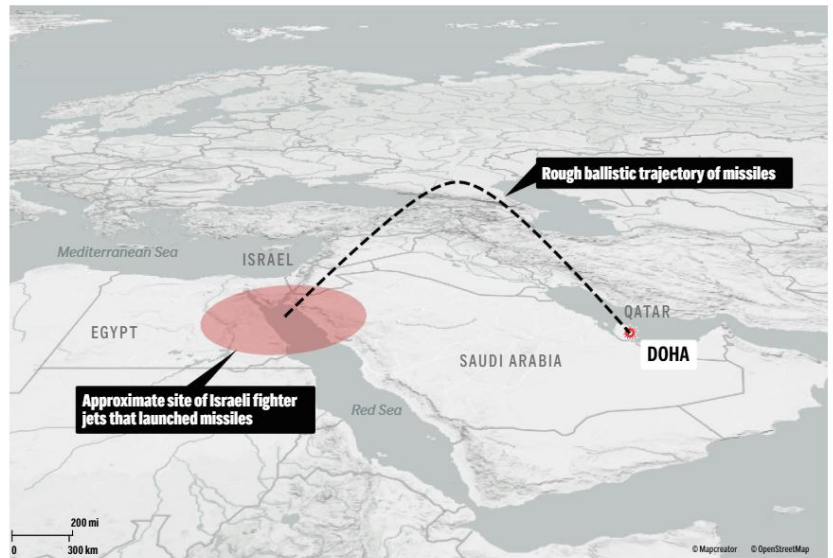 Rough ballistic trajectory of missiles
Mediterranean Sea
ISRAEL
QATAR
EGYPT
DOHA
SAUDI ARABIA
Approximate site of Israeli fighter
jets that launched missiles
Red Sea
200 mi
0
300 km
© Mapcreator
© OpenStreetMap